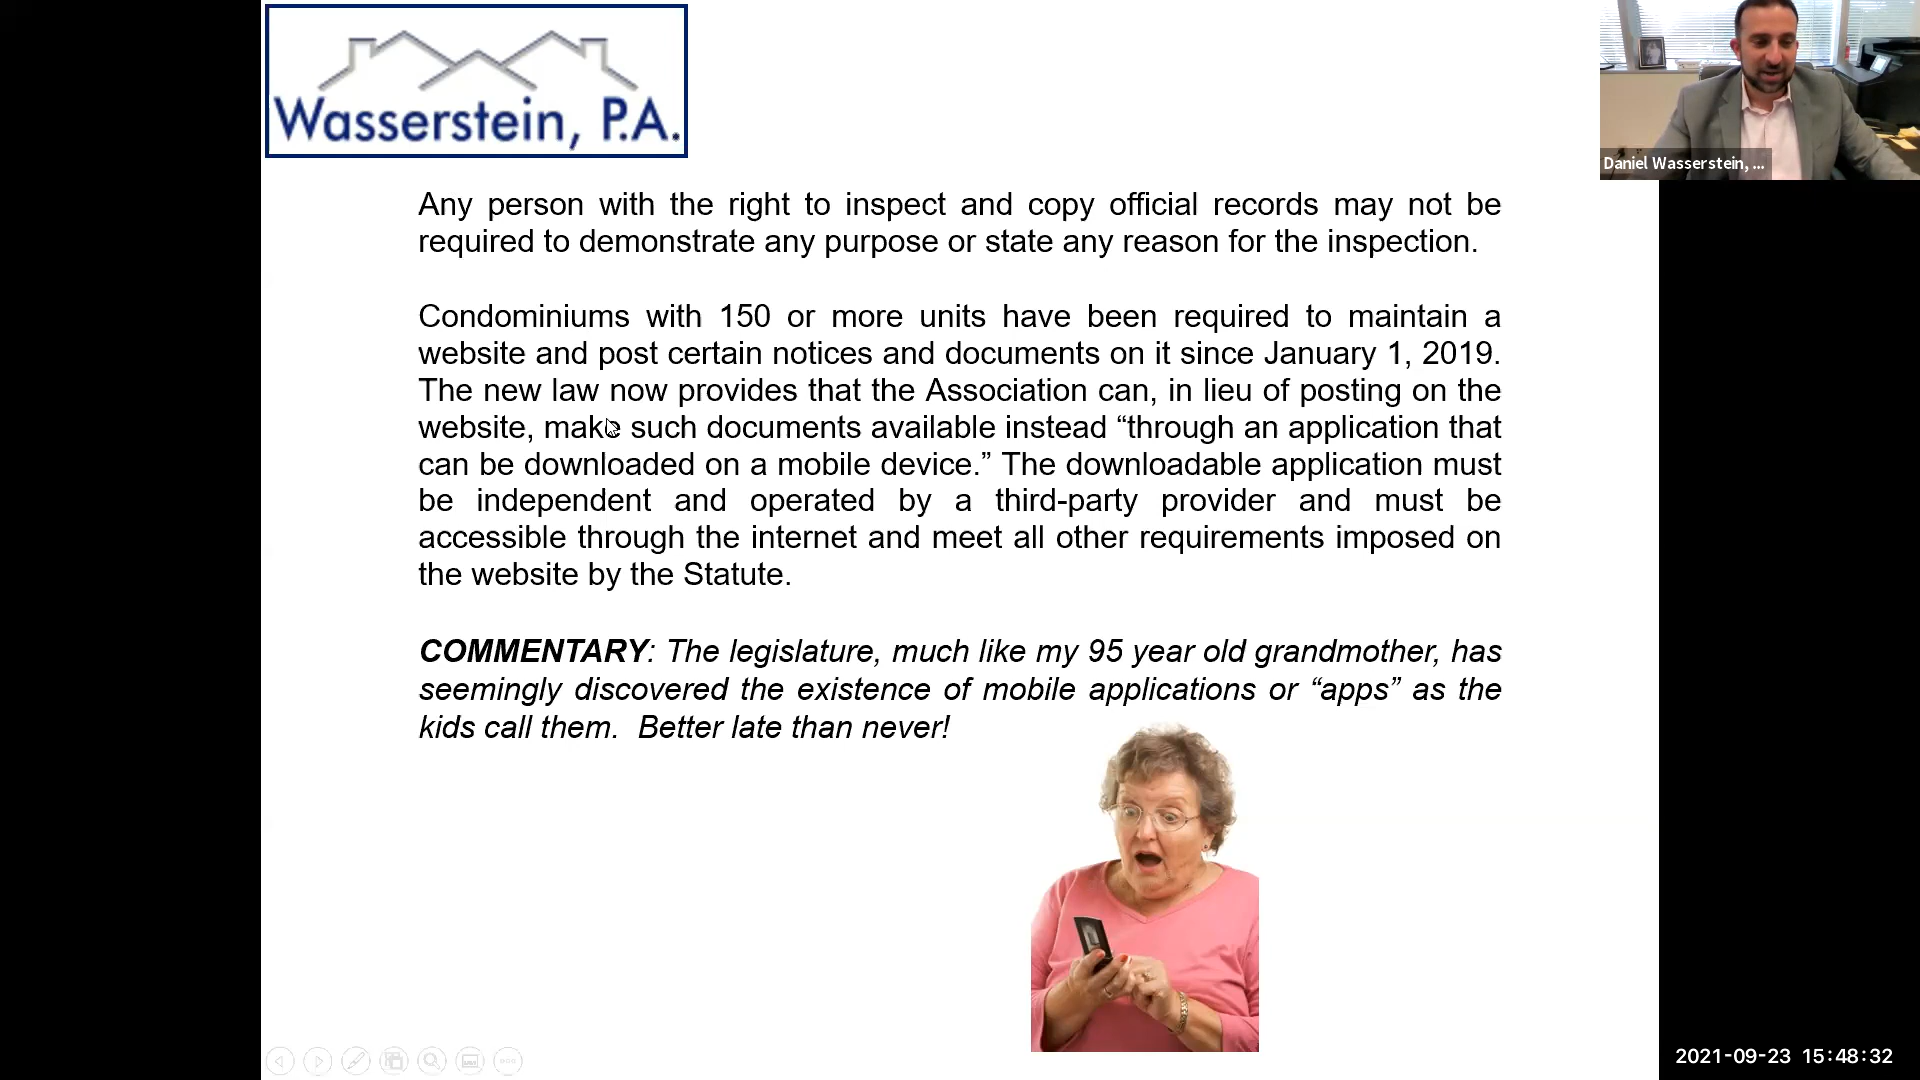 Wasserstein, P.A.
Daniel Wasserstein, ...
Any person with the right to inspect and copy official records may not be
required to demonstrate any purpose or state any reason for the inspection.
Condominiums with 150 or more units have been required to maintain a
website and post certain notices and documents on it since January 1, 2019.
The new law now provides that the Association can, in lieu of posting on the
website, make such documents available instead “through an application that
can be downloaded on a mobile device.” The downloadable application must
be independent and operated by a third-party provider and must be
accessible through the internet and meet all other requirements imposed on
the website by the Statute.
COMMENTARY: The legislature, much like my 95 year old grandmother, has
seemingly discovered the existence of mobile applications or “apps” as the
kids call them.  Better late than never!
2021-09-23 15:48:32